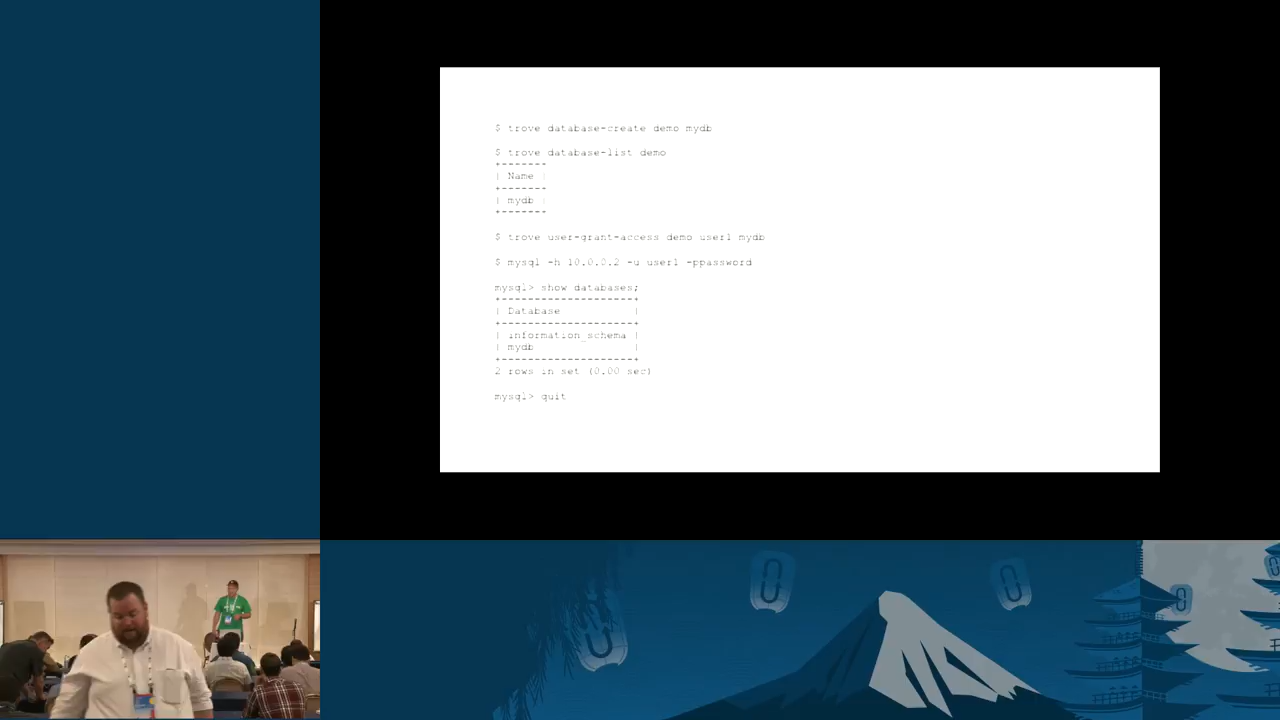 $ trove database-create demo mydb
$ trove database-list demo
+-------
| Name |
+-------
| mydb |
+-------
$ trove user-grant-access demo user1 mydb
$ mysql -h 10.0.0.2 -u user1 -ppassword
mysql> show databases;
+--------------------+
| Database           |
+--------------------+
| information_schema |
| mydb               |
+--------------------+
2 rows in set (0.00 sec)
mysql> quit